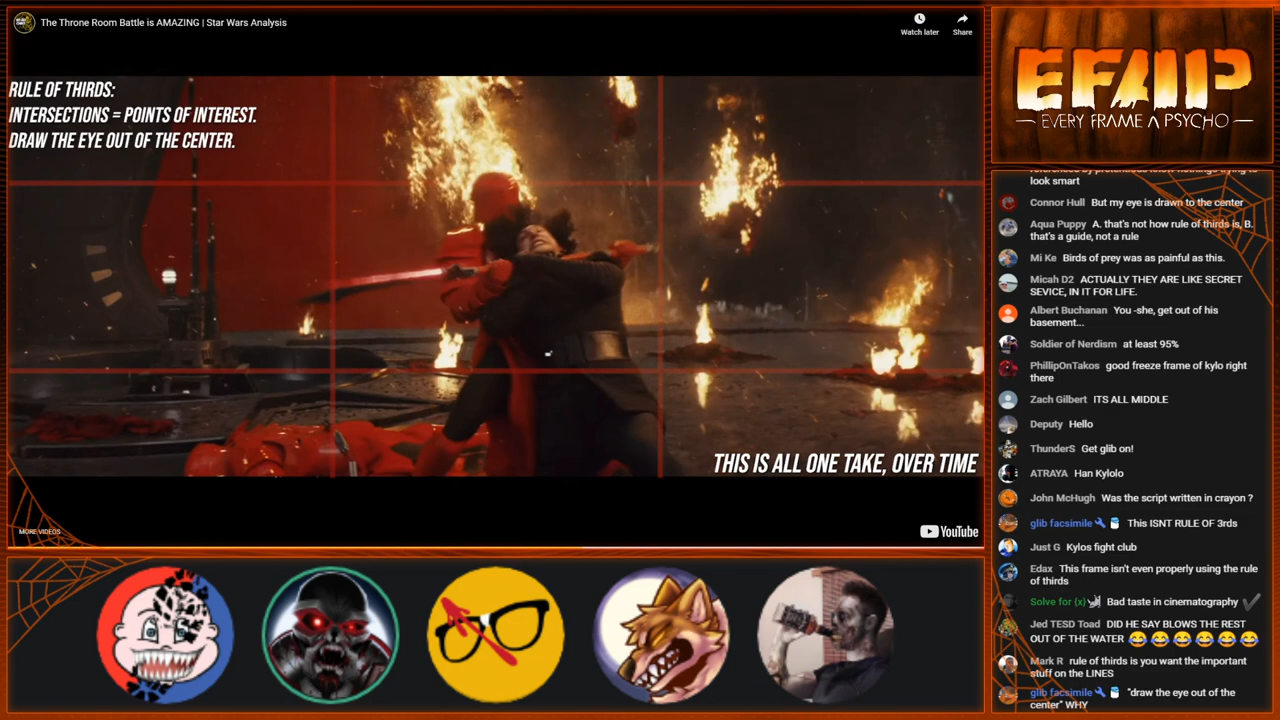 The Throne Room Battle is AMAZING | Star Wars Analysis
Watch later
Share
RULE OF THIRDS:
INTERSECTIONS = POINTS OF INTEREST.
DRAW THE EYE OUT OF THE CENTER.
THIS IS ALL ONE TAKE, OVER TIME
MORE VIDEOS
YouTube
EFAP
EVERY FRAME A PSYCHO
look smart
Connor Hull But my eye is drawn to the center
Aqua Puppy A. that's not how rule of thirds is, B.
that's a guide, not a rule
Mi Ke Birds of prey was as painful as this.
Micah D2 ACTUALLY THEY ARE LIKE SECRET
SEVICE, IN IT FOR LIFE.
Albert Buchanan You -she, get out of his
basement...
Soldier of Nerdism at least 95%
PhillipOnTakos good freeze frame of kylo right
there
Zach Gilbert ITS ALL MIDDLE
Deputy Hello
ThunderS Get glib on!
ATRAYA Han Kylolo
John McHugh Was the script written in crayon ?
glib facsimile This ISNT RULE OF 3rds
Just G Kylos fight club
Edax This frame isn't even properly using the rule
of thirds
Solve for {x} Bad taste in cinematography
Jed TESD Toad DID HE SAY BLOWS THE REST
OUT OF THE WATER 😂😂😂😂😂😂
Mark R rule of thirds is you want the important
stuff on the LINES
glib facsimile "draw the eye out of the
center" WHY